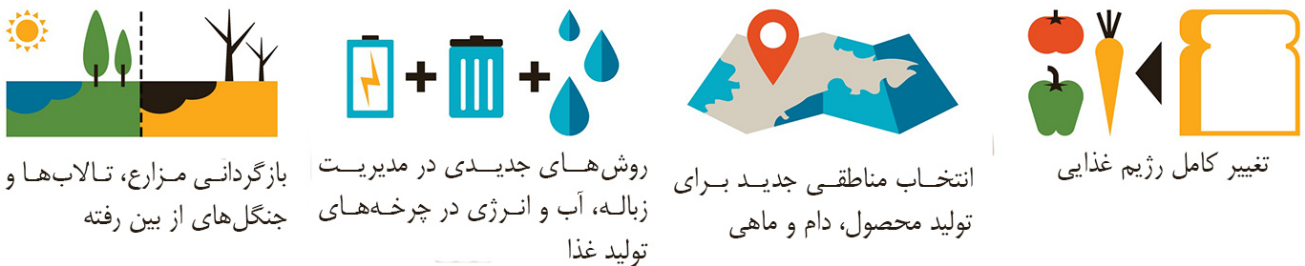 تغییر کامل رژیم غذایی
انتخاب مناطقی جدید برای
تولید محصول، دام و ماهی
روش‌های جدیدی در مدیریت
زباله، آب و انرژی در چرخه‌های
تولید غذا
بازگردانی مزارع، تالاب‌ها و
جنگل‌های از بین رفته